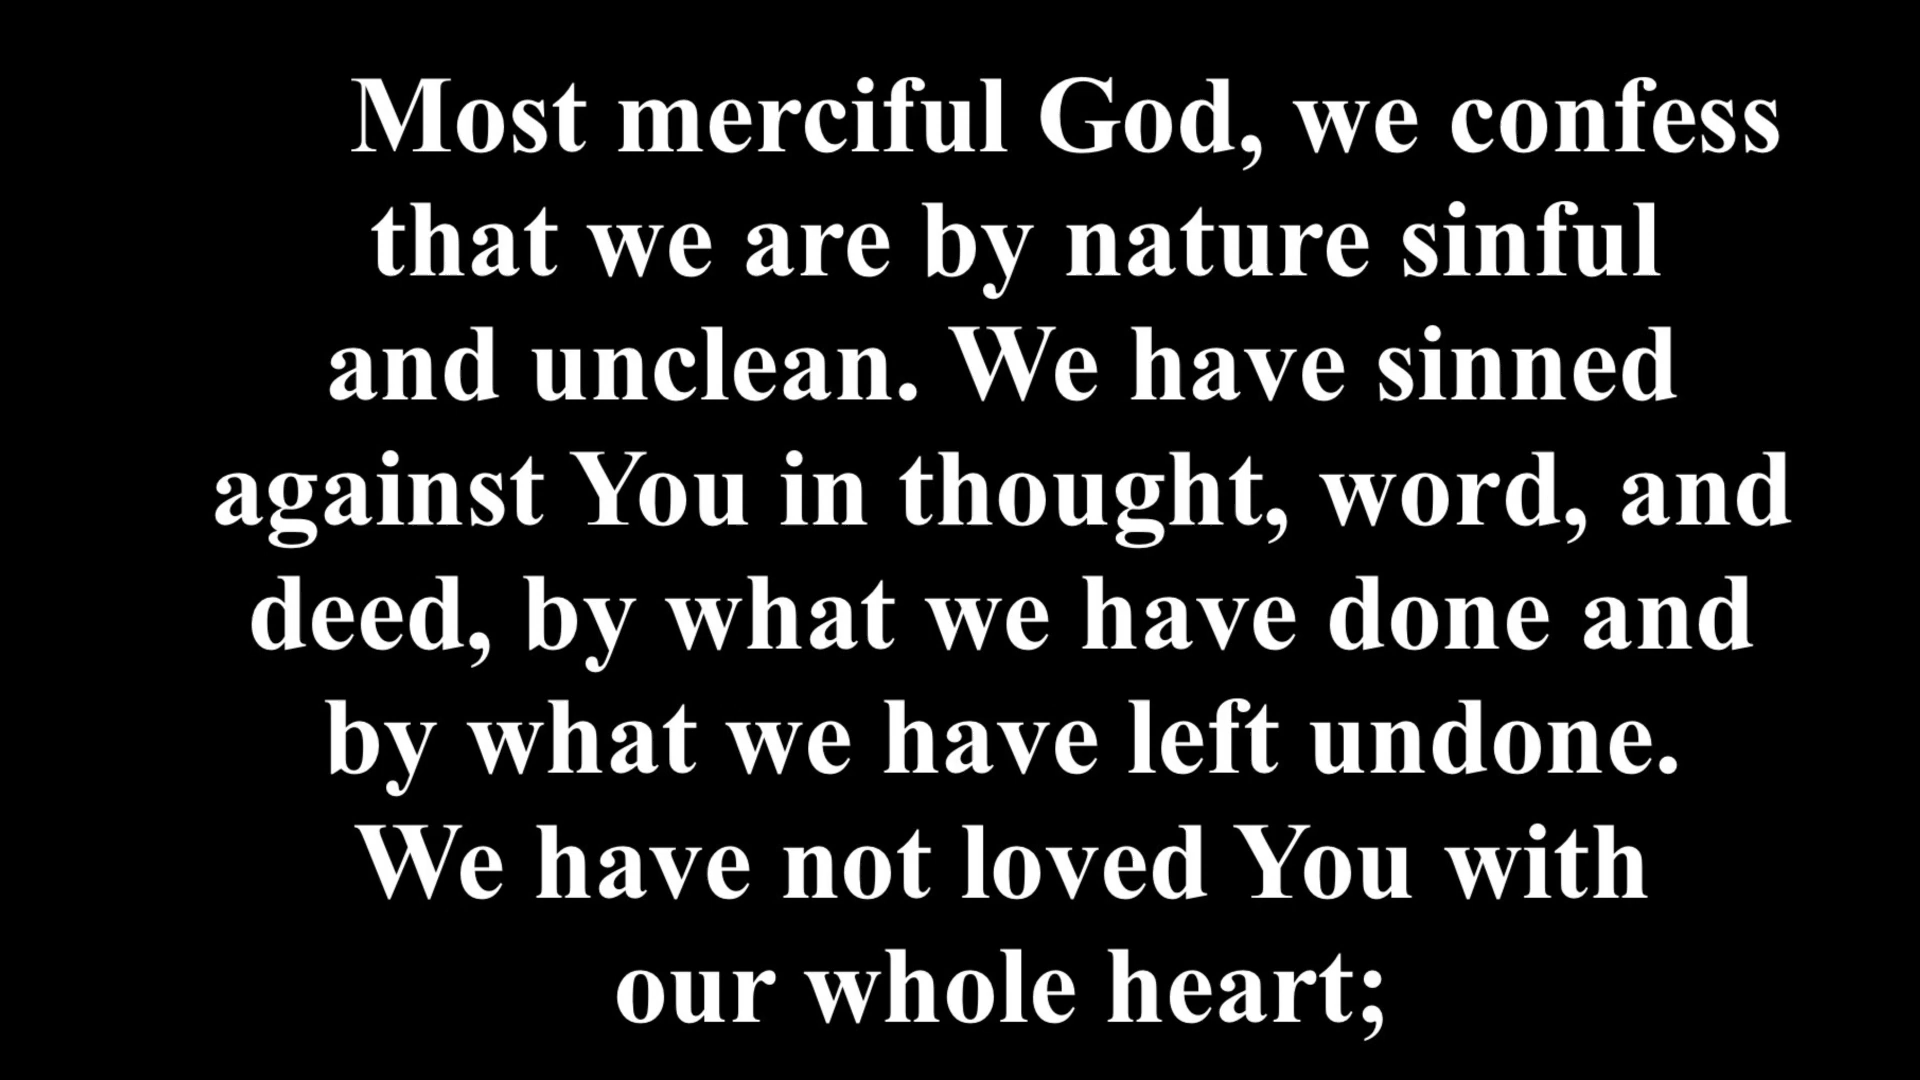 Most merciful God, we confess
that we are by nature sinful
and unclean. We have sinned
against You in thought, word, and
deed, by what we have done and
by what we have left undone.
We have not loved You with
our whole heart;